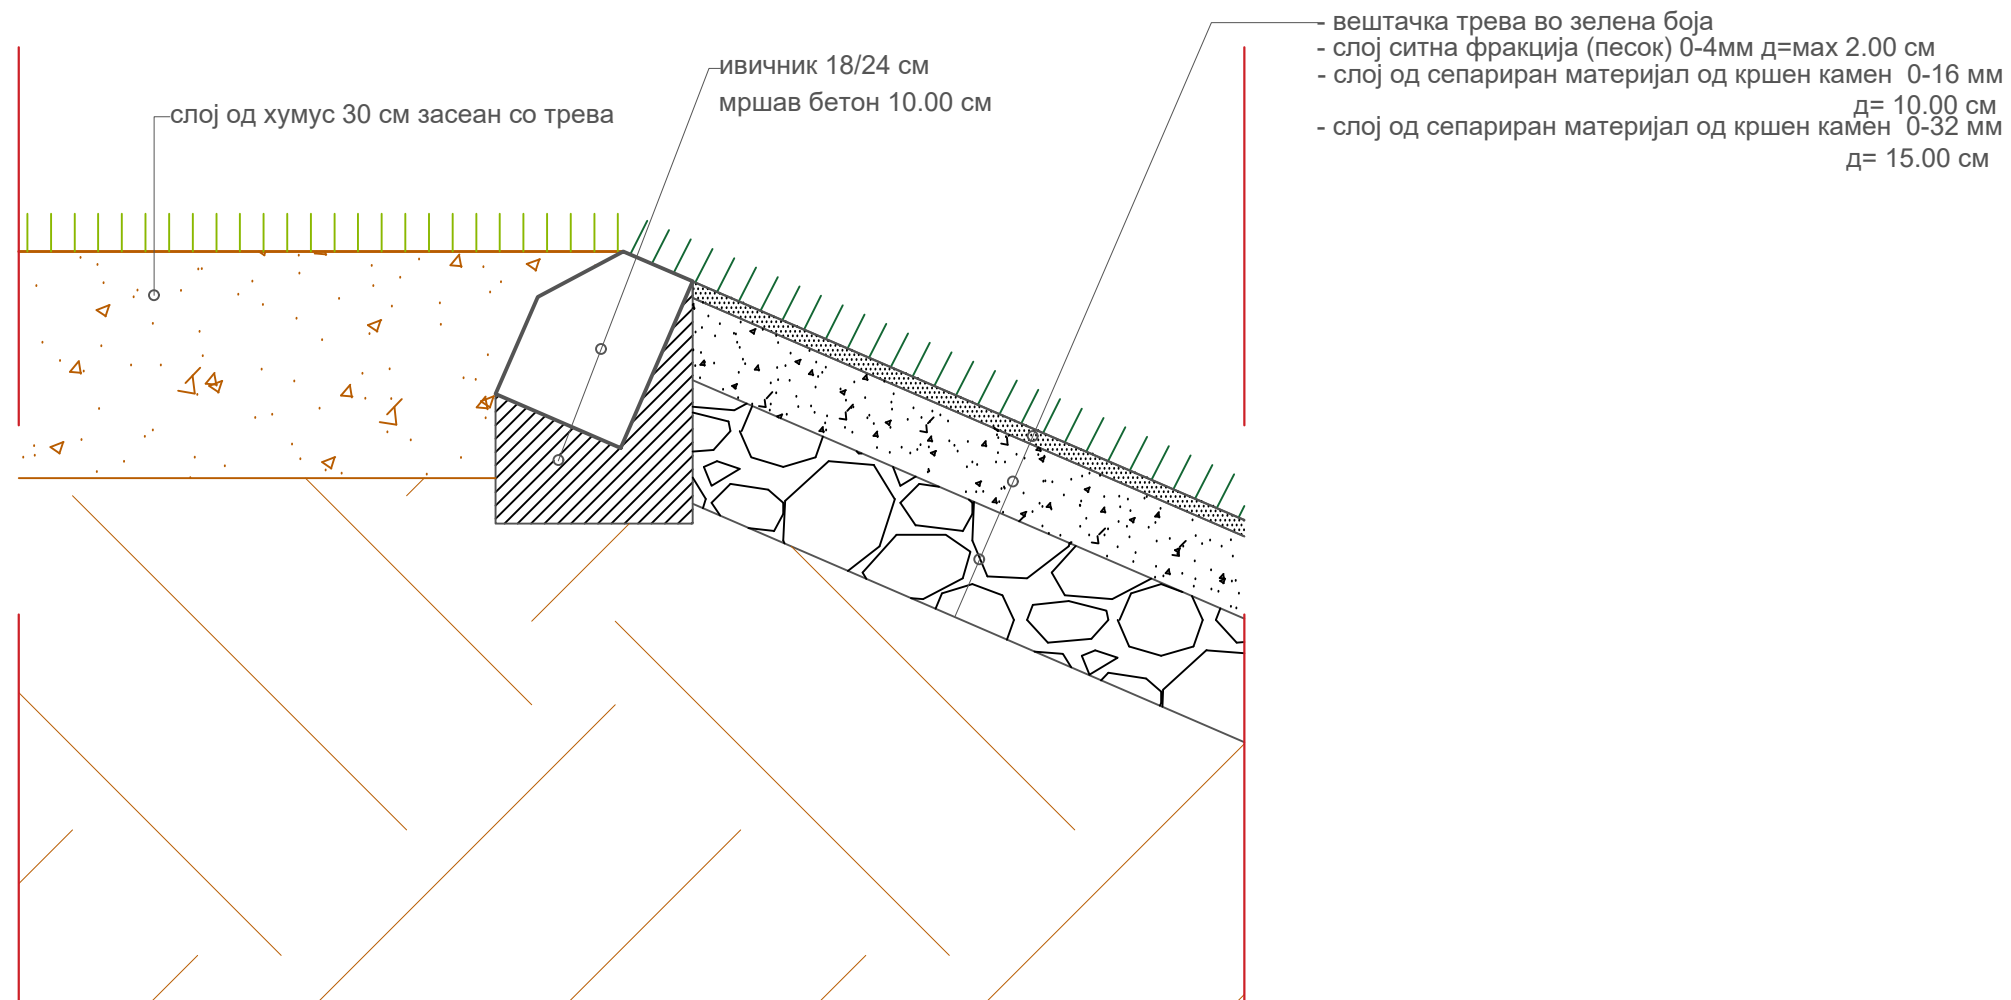 слој од хумус 30 см засеан со трева
ивичник 18/24 см
мршав бетон 10.00 см
- вештачка трева во зелена боја
- слој ситна фракција (песок) 0-4мм д=мах 2.00 см
- слој од сепариран материјал од кршен камен 0-16 мм
д= 10.00 см
- слој од сепариран материјал од кршен камен 0-32 мм
д= 15.00 см